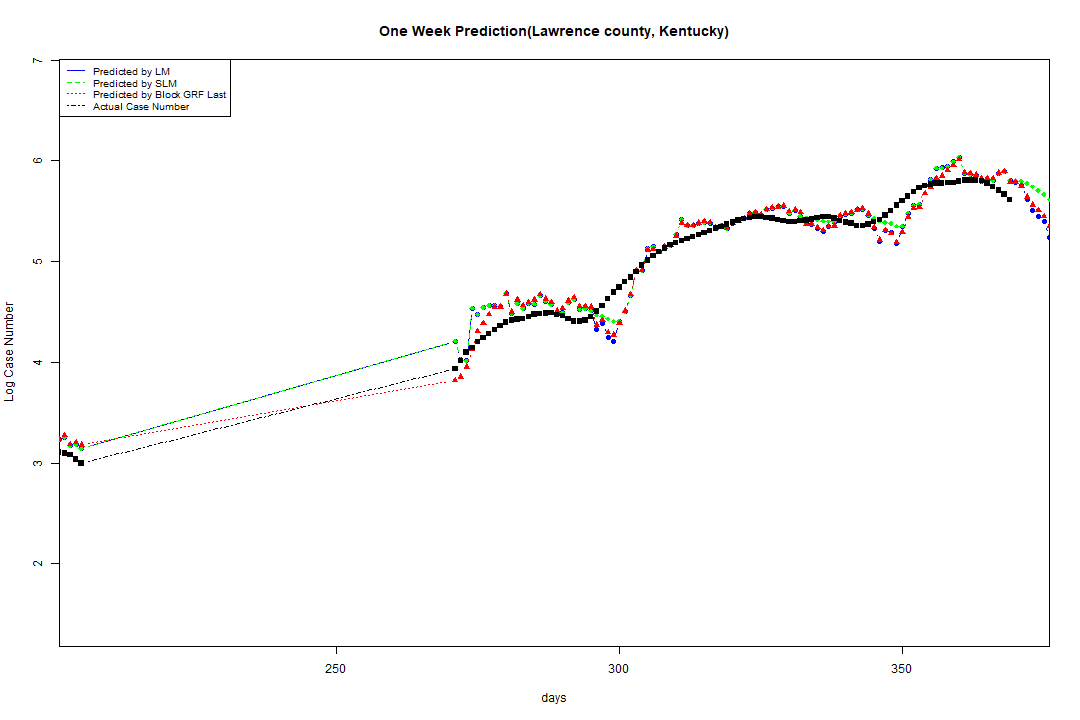 One Week Prediction(Lawrence county, Kentucky)
7
Predicted by LM
Predicted by SLM
Predicted by Block GRF Last
Actual Case Number
6
5
4
3
2
Log Case Number
250
300
350
days